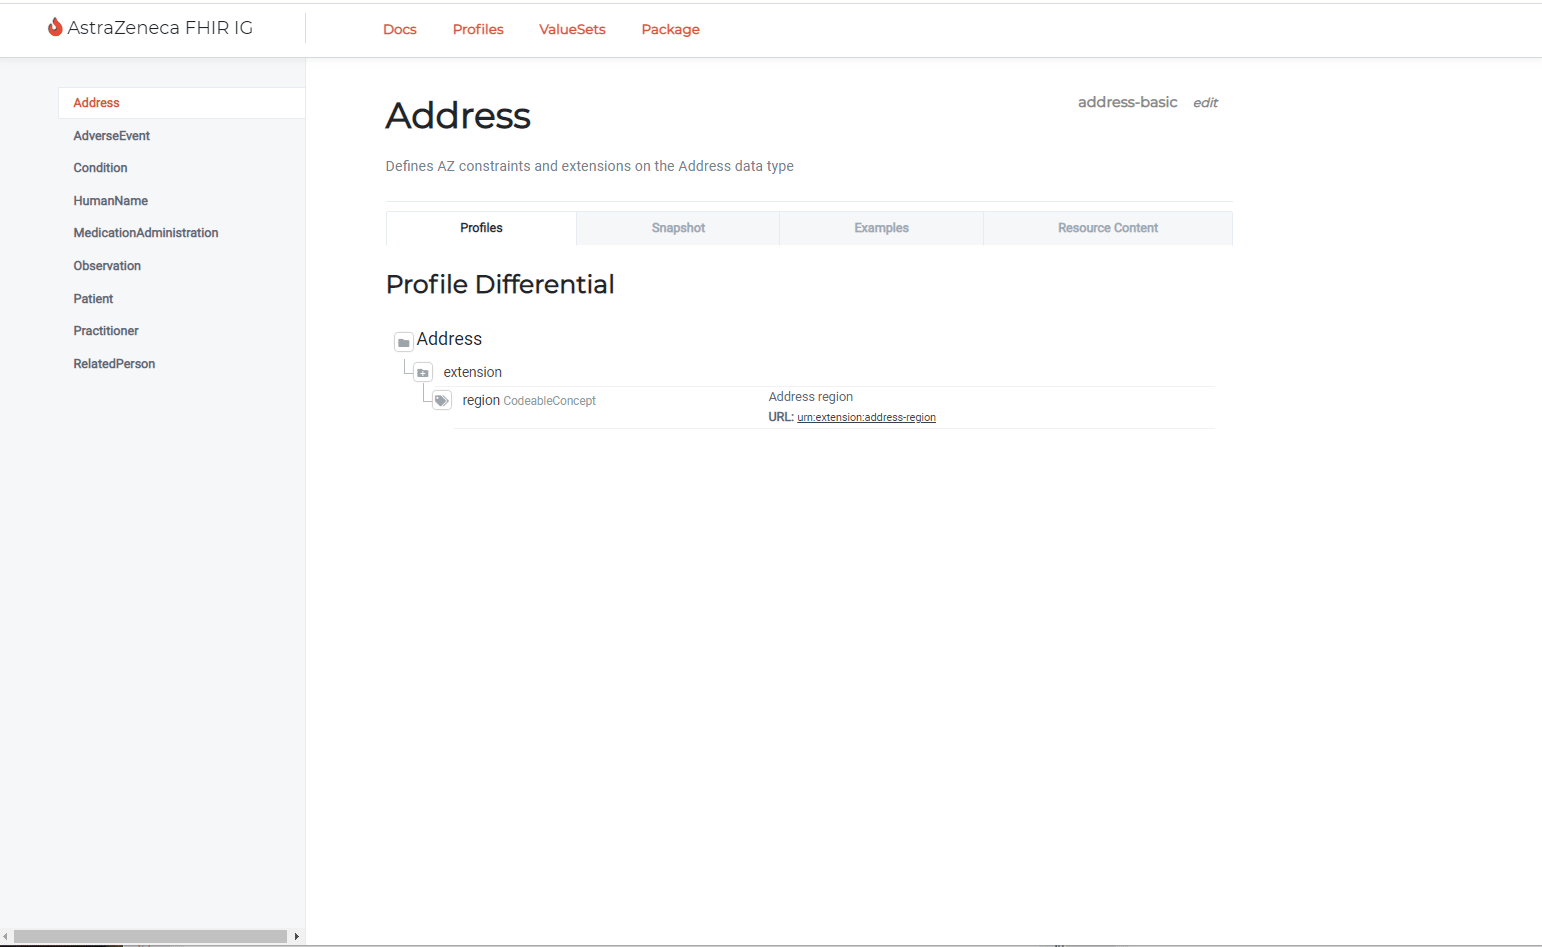 AstraZeneca FHIR IG
Docs Profiles ValueSets Package
Address
AdverseEvent
Condition
HumanName
MedicationAdministration
Observation
Patient
Practitioner
RelatedPerson
Address
address-basic edit
Defines AZ constraints and extensions on the Address data type
Profiles Snapshot Examples Resource Content
Profile Differential
Address
extension
region CodeableConcept Address region
URL: urn:extension:address-region